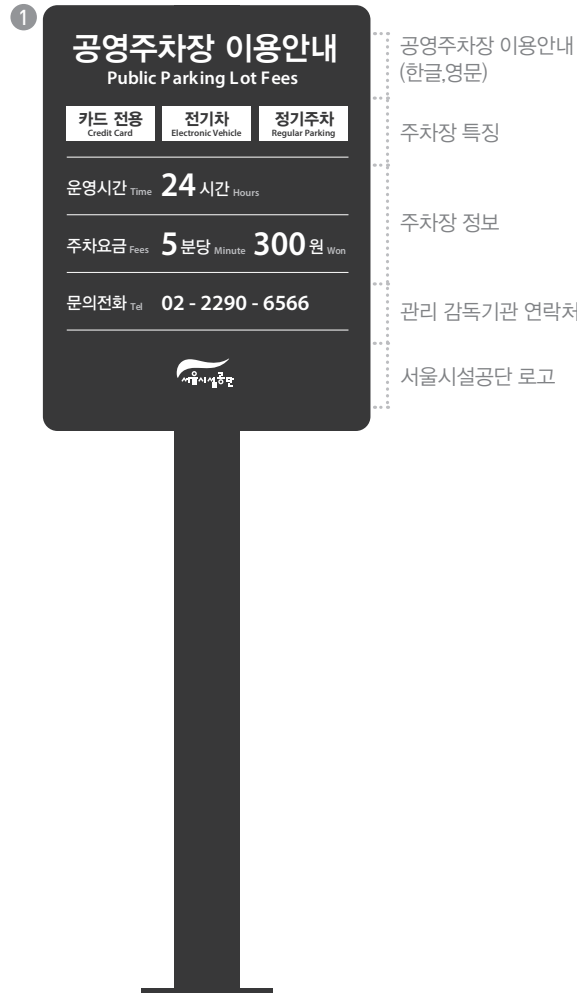 1
공영주차장 이용안내
Public Parking Lot Fees
카드 전용 전기차 정기주차
Credit Card Electronic Vehicle Regular Parking
운영시간 Time 24 시간 Hours
주차요금 Fees 5 분당 Minute 300 원 Won
문의전화 Tel 02 - 2290 - 6566
서울시설공단
공영주차장 이용안내
(한글,영문)
주차장 특징
주차장 정보
관리 감독기관 연락처
서울시설공단 로고